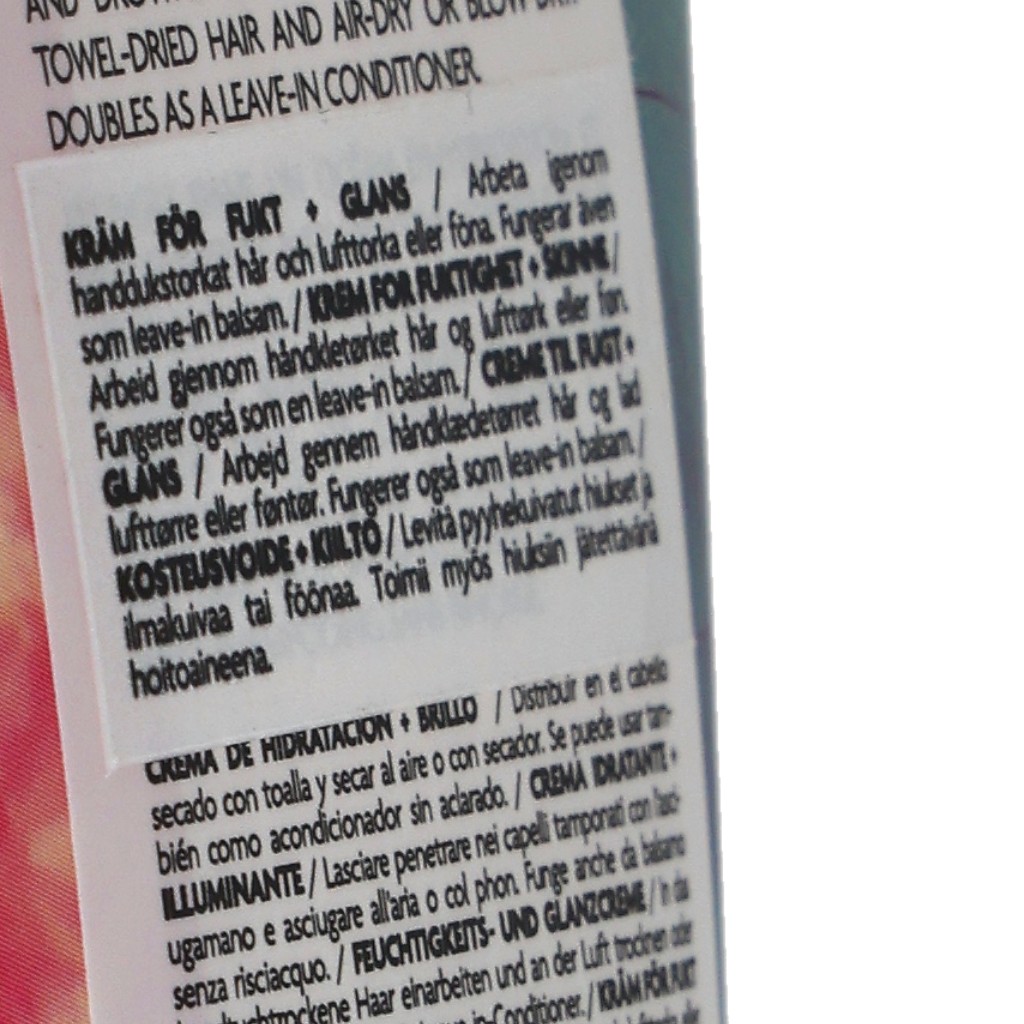 TOWEL-DRIED HAIR AND AIR-DRY OR BLOW
DOUBLES AS A LEAVE-IN CONDITIONER.
KRÄM FÖR FUKT + GLANS / Arbeta igenom
handdukstorkat hår och lufttorka eller föna. Fungerar även
som leave-in balsam. / KREM FOR FUKTIGHET + SKINNE /
Arbeid gjennom håndkletørket hår og lufttørk eller føn.
Fungerer også som en leave-in balsam. / CREME TIL FUGT +
GLANS / Arbejd gennem håndklædetørret hår og lad
lufttørre eller føntør. Fungerer også som leave-in balsam. /
KOSTEUSVOIDE + KIILTO / Levitä pyyhekuivatut hiukset ja
ilmakuivaa tai föönaa. Toimii myös hiuksiin jätettävänä
hoitoaineena.
CREMA DE HIDRATACIÓN + BRILLO / Distribuir en el cabello
secado con toalla y secar al aire o con secador. Se puede usar tam-
bién como acondicionador sin aclarado. / CREMA IDRATANTE +
ILLUMINANTE / Lasciare penetrare nei capelli tamponati con l'asci-
ugamano e asciugare all'aria o col phon. Funge anche da balsamo
senza risciacquo. / FEUCHTIGKEITS- UND GLANZCREME / In das
Haar einarbeiten und an der Luft trocknen oder
in-Conditioner. / KRÄM FÖR FUKT